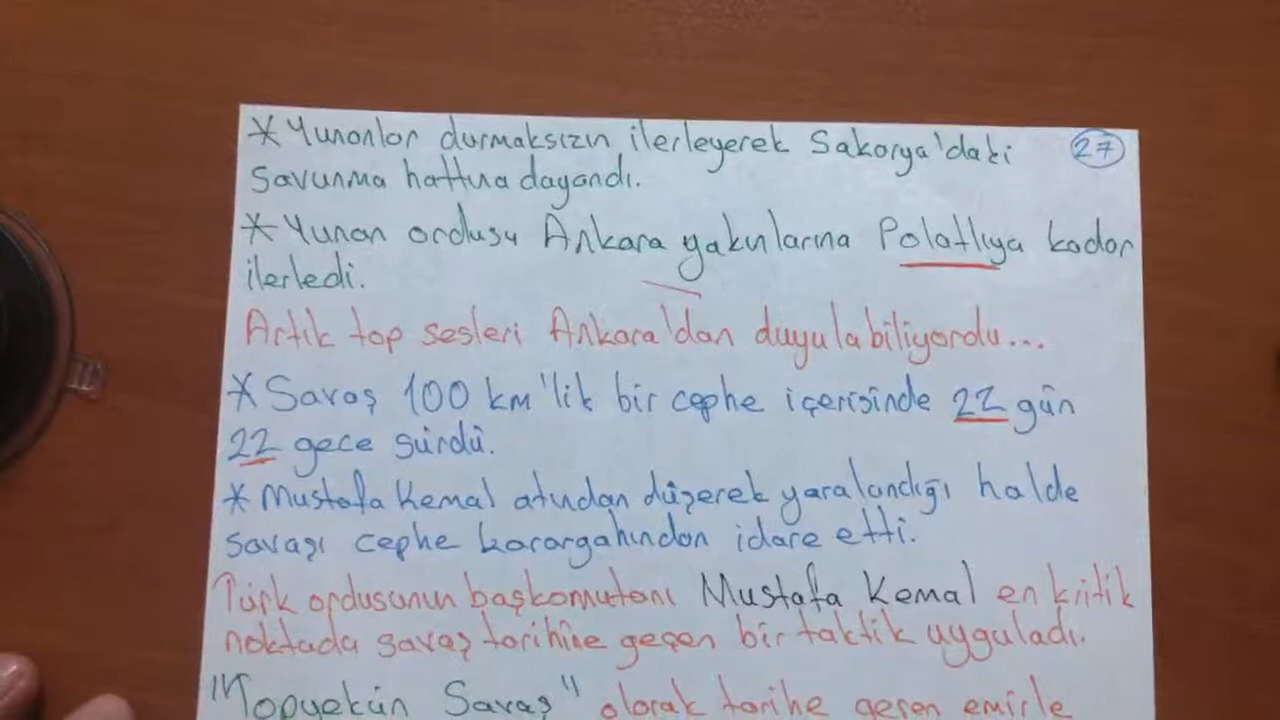 * Yunanlar durmaksızın ilerleyerek Sakarya'daki
27
savunma hattına dayandı.
* Yunan ordusu Ankara yakınlarına Polatlıya kadar
ilerledi.
Artık top sesleri Ankara'dan duyulabiliyordu...
* Savaş 100 km'lik bir cephe içerisinde 22 gün
22 gece sürdü.
* Mustafa Kemal atından düşerek yaralandığı halde
savaşı cephe karargahından idare etti.
Türk ordusunun başkomutanı Mustafa Kemal en kritik
noktada savaş tarihine geçen bir taktik uyguladı.
"Topyekün Savaş" olarak tarihe geçen emirle